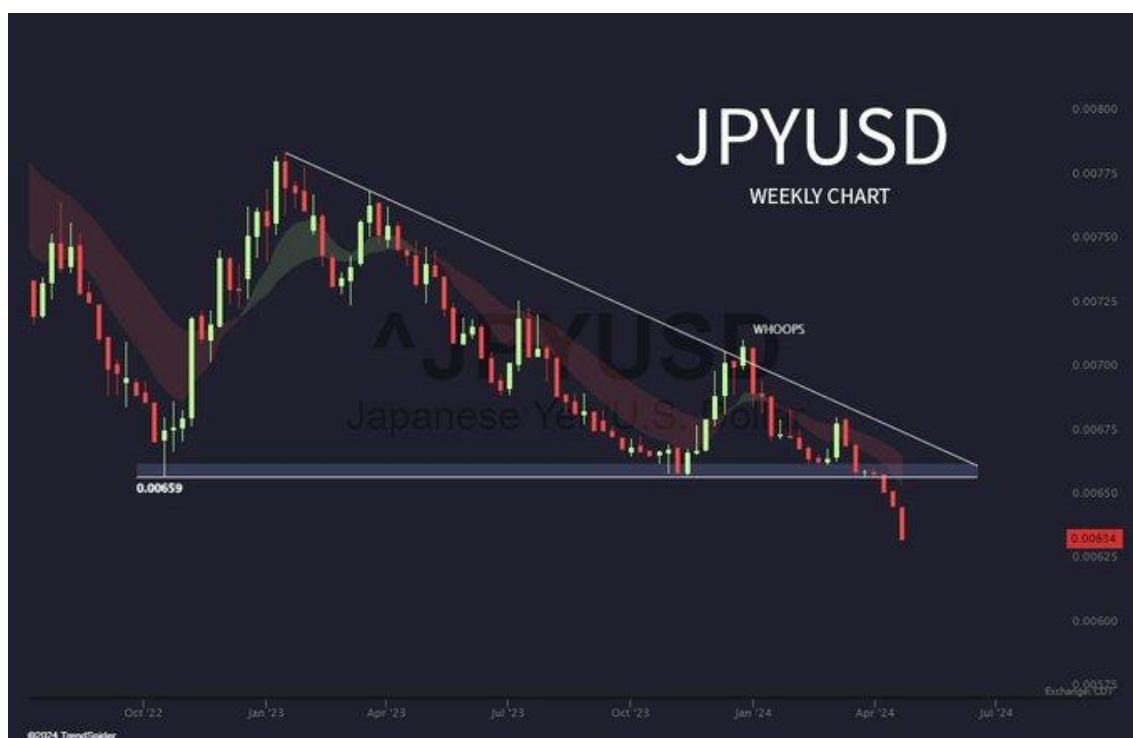 JPYUSD
WEEKLY CHART
0.00800
0.00775
0.00750
0.00725
WHOOPS
^JPYUSD
0.00700
Japanese Yen/U.S. Dollar
0.00675
0.00659
0.00650
0.00634
0.00625
0.00600
0.00575
Exchange: CDT
Oct '22 Jan '23 Apr '23 Jul '23 Oct '23 Jan '24 Apr '24 Jul '24
©2024 TrendSpider